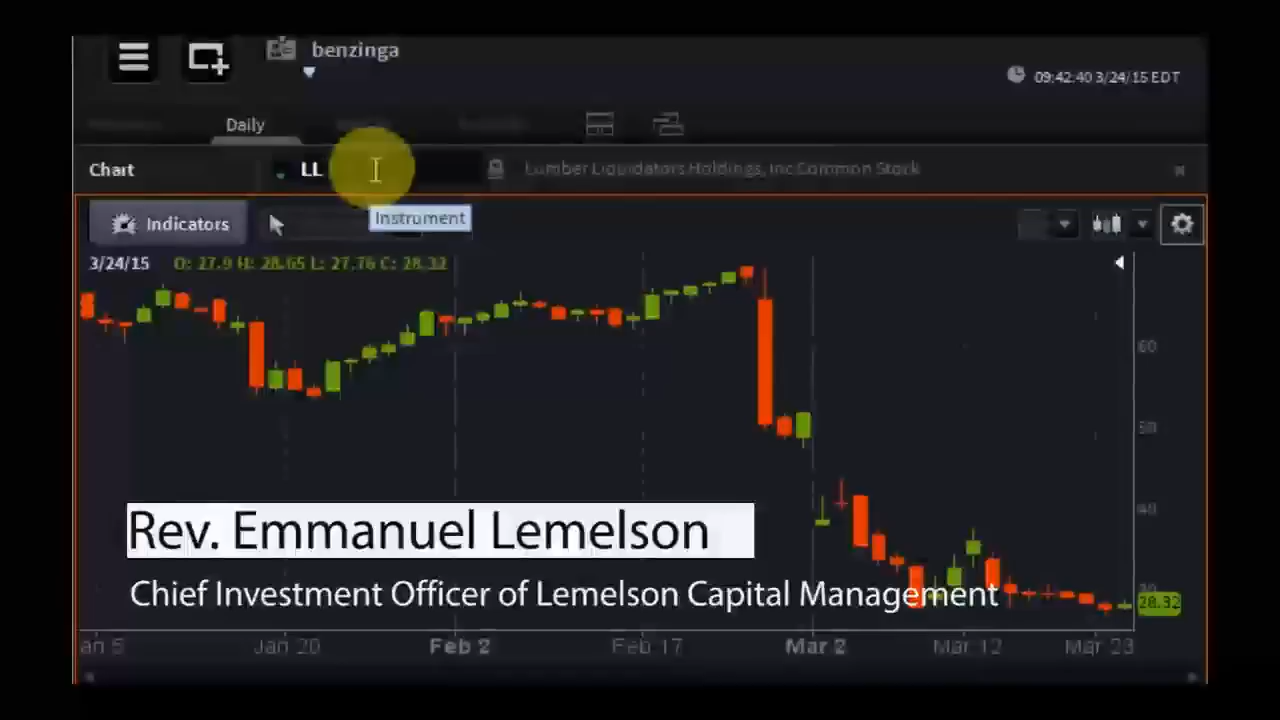 benzinga
09:42:40 3/24/15 EDT
Daily
Chart LL Lumber Liquidators Holdings, Inc Common Stock
Indicators Instrument
3/24/15 O: 27.9 H: 28.65 L: 27.76 C: 28.32
60
50
40
Rev. Emmanuel Lemelson
Chief Investment Officer of Lemelson Capital Management
30
28.32
an 5 Jan 20 Feb 2 Feb 17 Mar 2 Mar 12 Mar 23